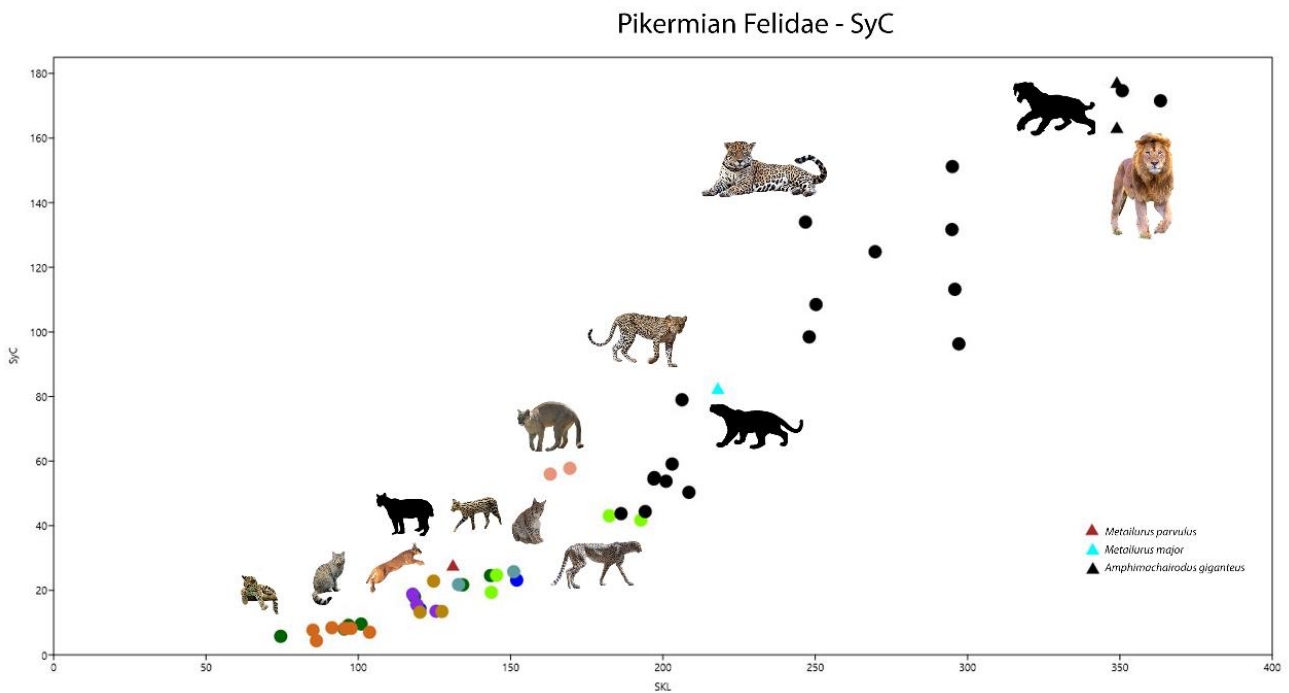 Pikermian Felidae - SyC
180
160
140
120
100
80
60
40
20
0
SyC
Metailurus parvulus
Metailurus major
Amphimachairodus giganteus
0 50 100 150 200 250 300 350 400
SKL